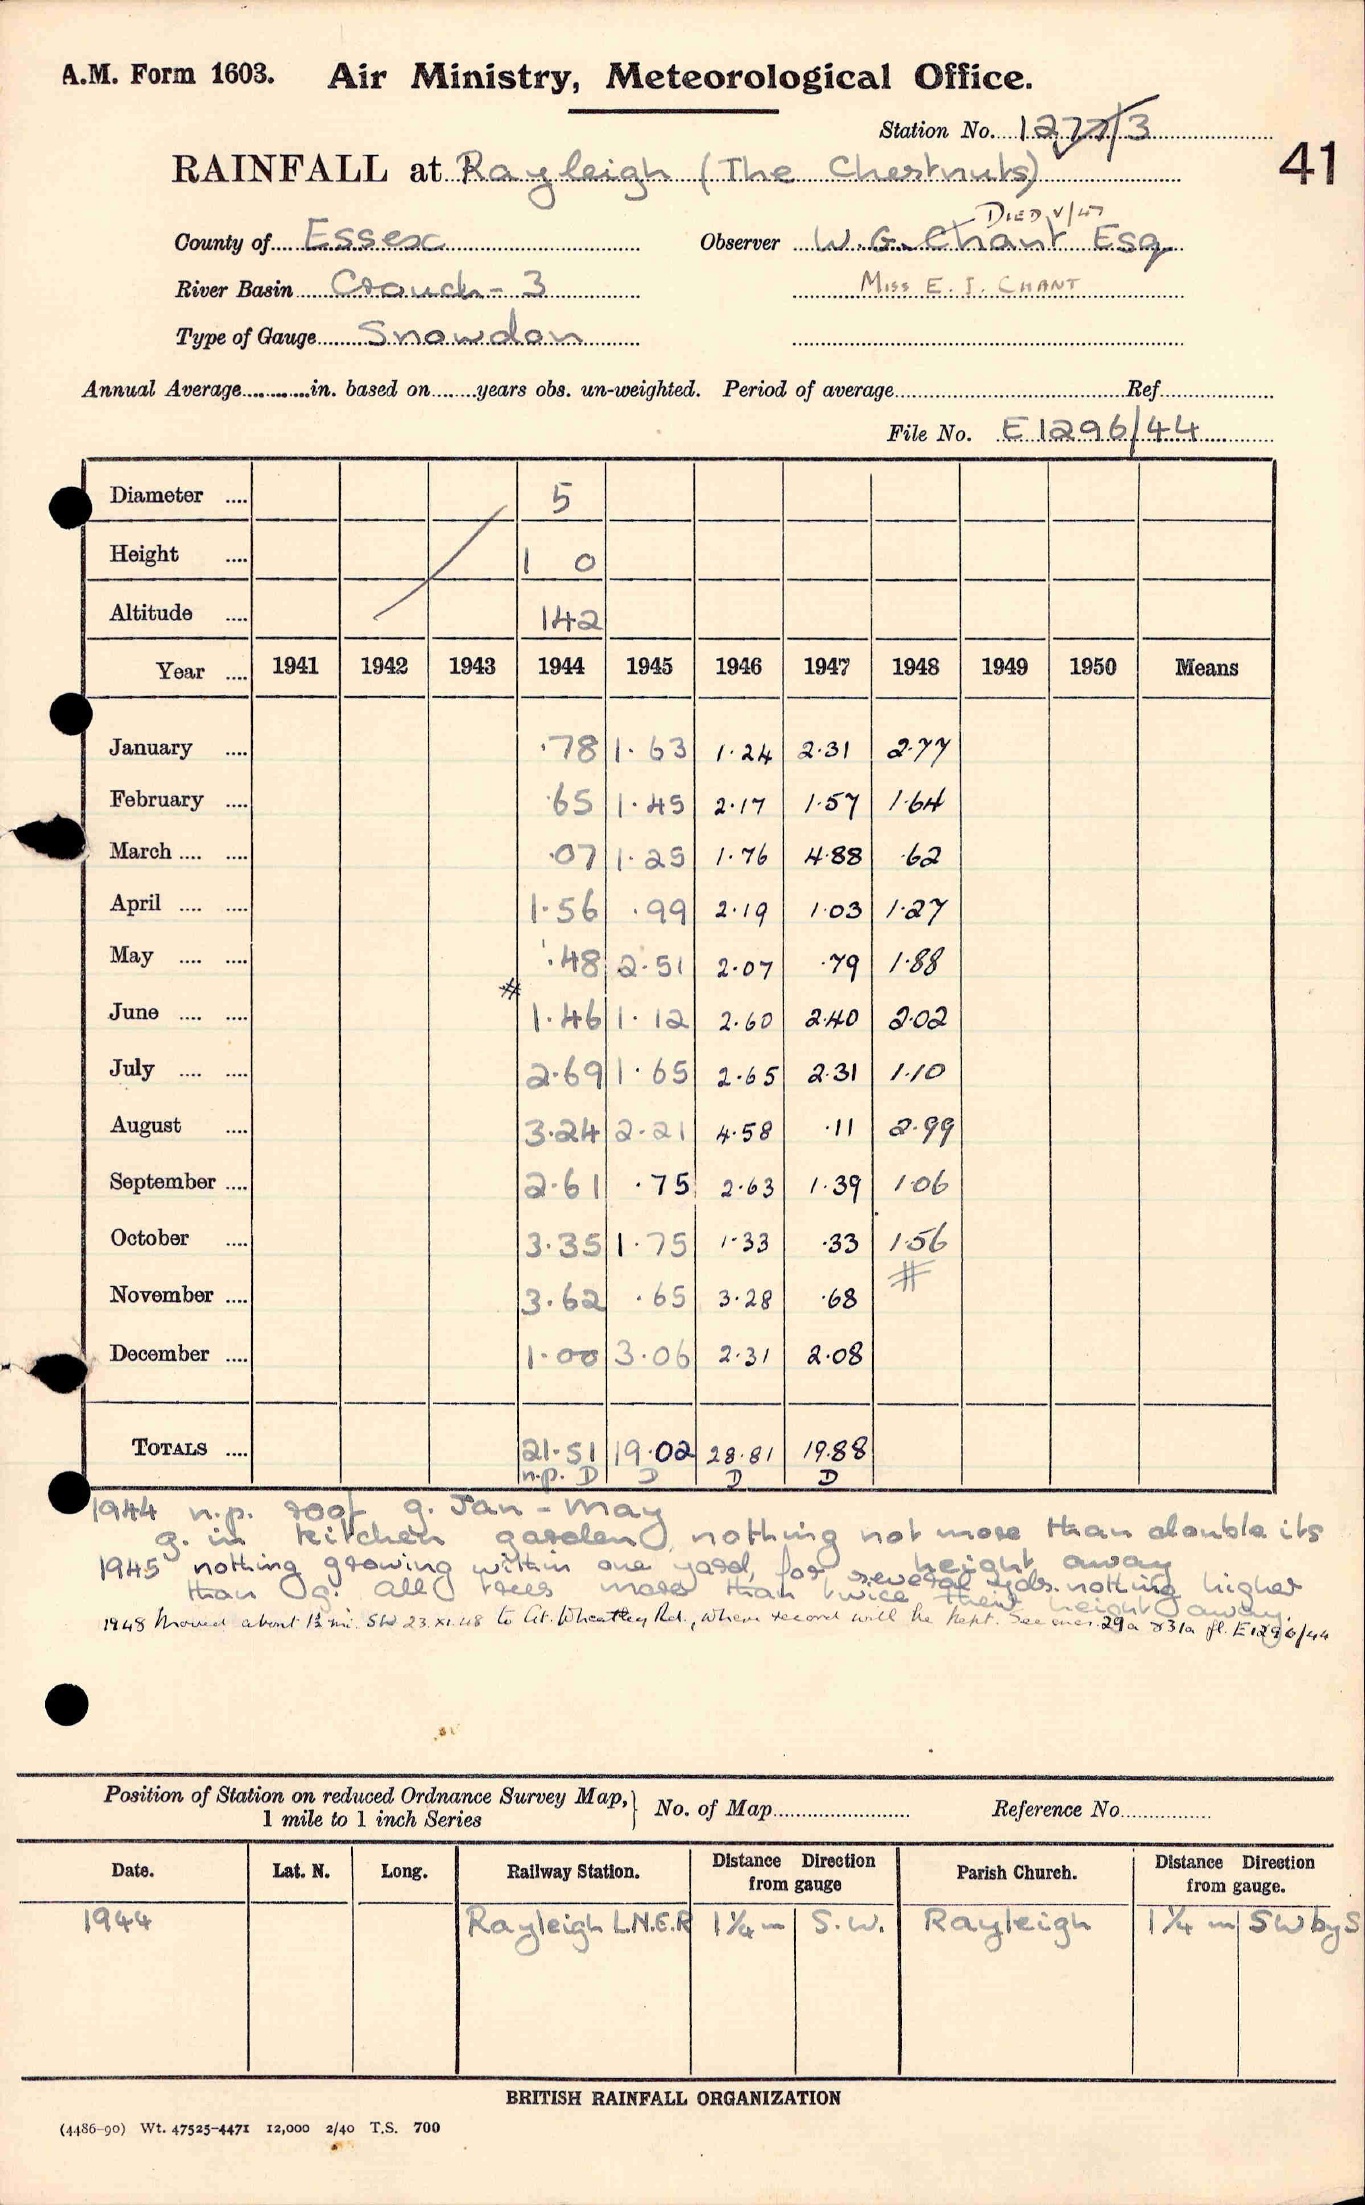 A.M. Form 1603. Air Ministry, Meteorological Office.
Station No. 1277/3
41
RAINFALL at Rayleigh (The Chestnuts)
DIED V/47
County of Essex Observer W. G. Chant Esq
River Basin Crouch - 3 MISS E. I. CHANT
Type of Gauge Snowdon
Annual Average in. based on years obs. un-weighted. Period of average Ref.
File No. E1296/44
Diameter 5
Height 1 0
Altitude 142
Year 1941 1942 1943 1944 1945 1946 1947 1948 1949 1950 Means
January .78 1.63 1.24 2.31 2.77
February .65 1.45 2.17 1.57 1.64
March .07 1.25 1.76 4.88 .62
April 1.56 .99 2.19 1.03 1.27
May .48 2.51 2.07 .79 1.88
#
June 1.46 1.12 2.60 2.40 2.02
July 2.69 1.65 2.65 2.31 1.10
August 3.24 2.21 4.58 .11 2.99
September 2.61 .75 2.63 1.39 1.06
October 3.35 1.75 1.33 .33 1.56
#
November 3.62 .65 3.28 .68
December 1.00 3.06 2.31 2.08
TOTALS 21.51 19.02 28.81 19.88
n.p. D D D D
1944 n.p. roof g. Jan - May
g. in kitchen garden, nothing not more than double its
height away
1945 nothing growing within one yard, for several yds. nothing higher
than g. all trees more than twice their height away.
1948 Moved about 1½ mi. SW 23.XI.48 to Gt. Wheatley Rd., where record will be kept. See 29a & 31a fl. E1296/44
Position of Station on reduced Ordnance Survey Map, 1 mile to 1 inch Series No. of Map Reference No.
Date. Lat. N. Long. Railway Station. Distance Direction from gauge Parish Church. Distance Direction from gauge.
1944 Rayleigh L.N.E.R 1¼ m S.W. Rayleigh 1¼ m SW by S
BRITISH RAINFALL ORGANIZATION
(4486-90) Wt. 47525-4471 12,000 2/40 T.S. 700